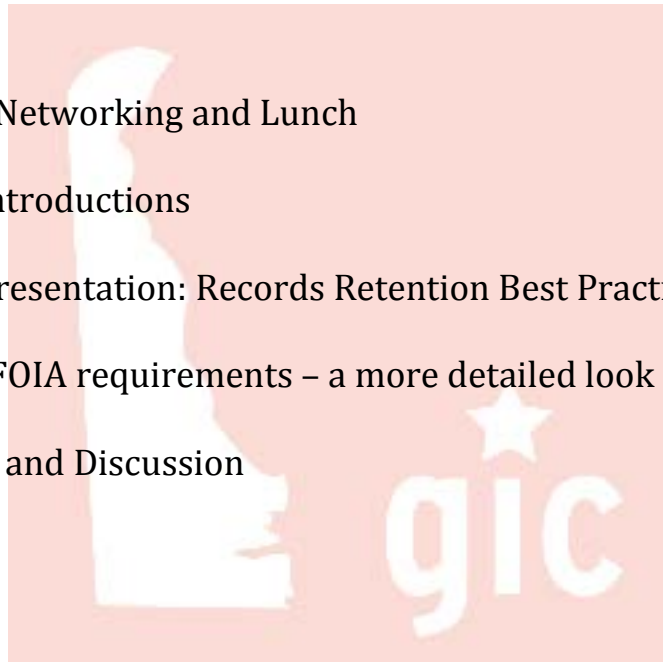 Networking and Lunch
ntroductions
resentation: Records Retention Best Practi
FOIA requirements – a more detailed look
and Discussion
gic